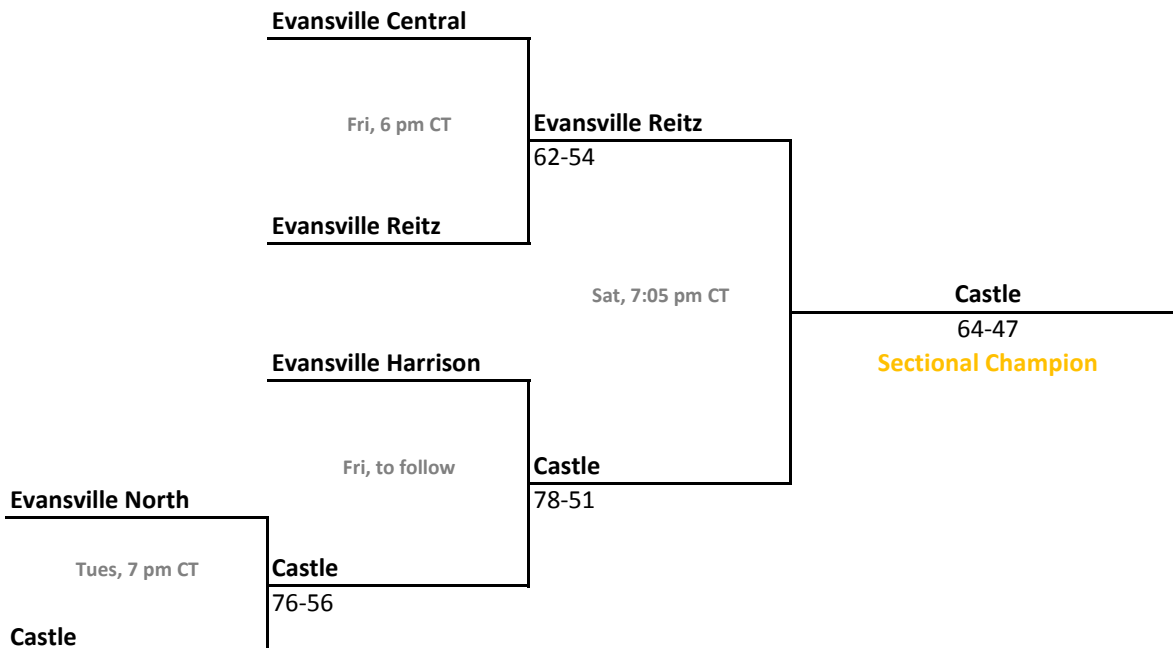 Evansville Central
Fri, 6 pm CT
Evansville Reitz
62-54
Evansville Reitz
Sat, 7:05 pm CT
Castle
64-47
Sectional Champion
Evansville Harrison
Fri, to follow
Castle
78-51
Evansville North
Tues, 7 pm CT
Castle
76-56
Castle